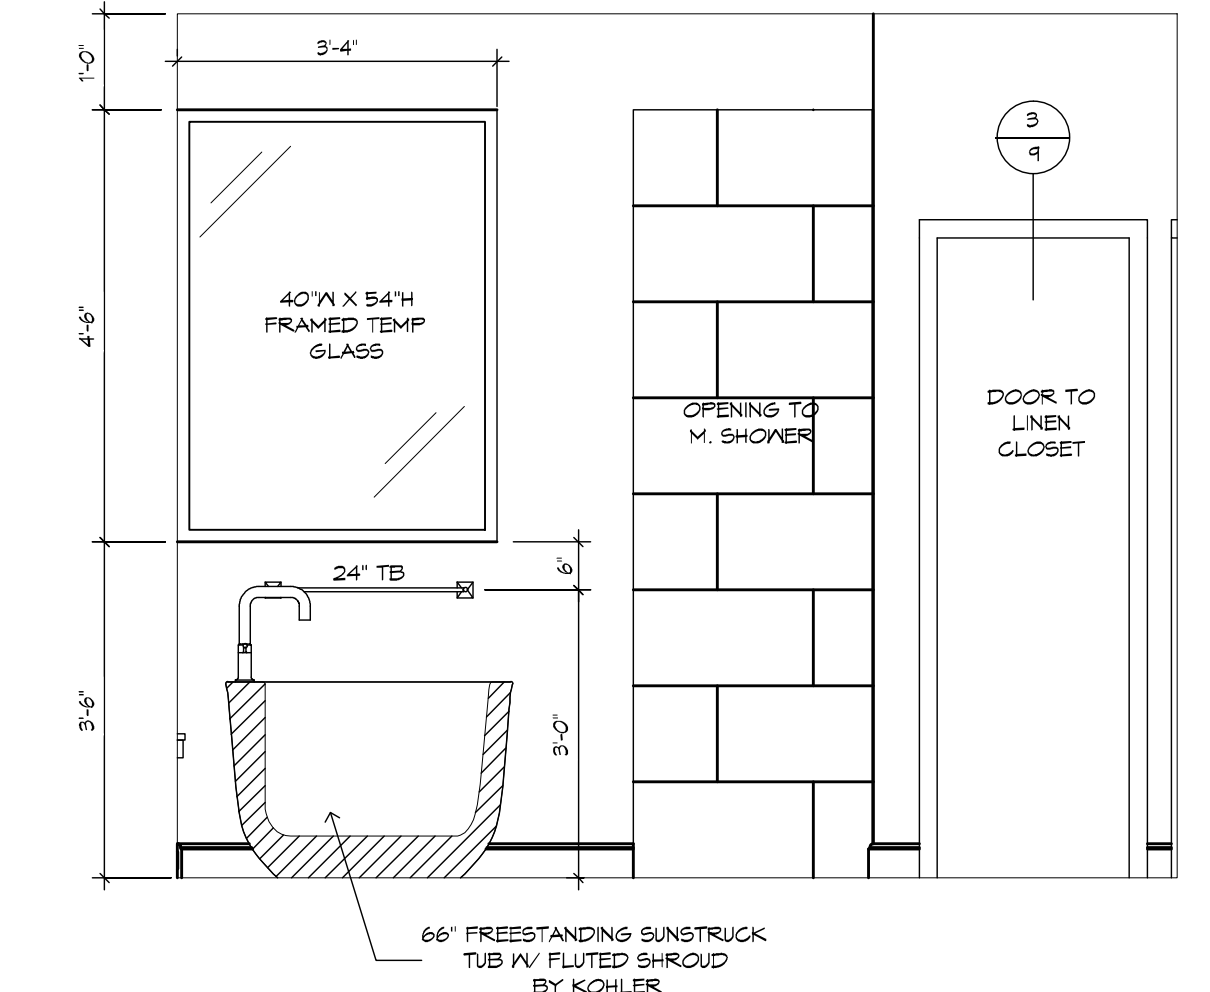 1'-0"
3'-4"
3
9
4'-6"
40"W X 54"H
FRAMED TEMP
GLASS
OPENING TO
M. SHOWER
DOOR TO
LINEN
CLOSET
6"
24" TB
3'-6"
3'-0"
66" FREESTANDING SUNSTRUCK
TUB W/ FLUTED SHROUD
BY KOHLER